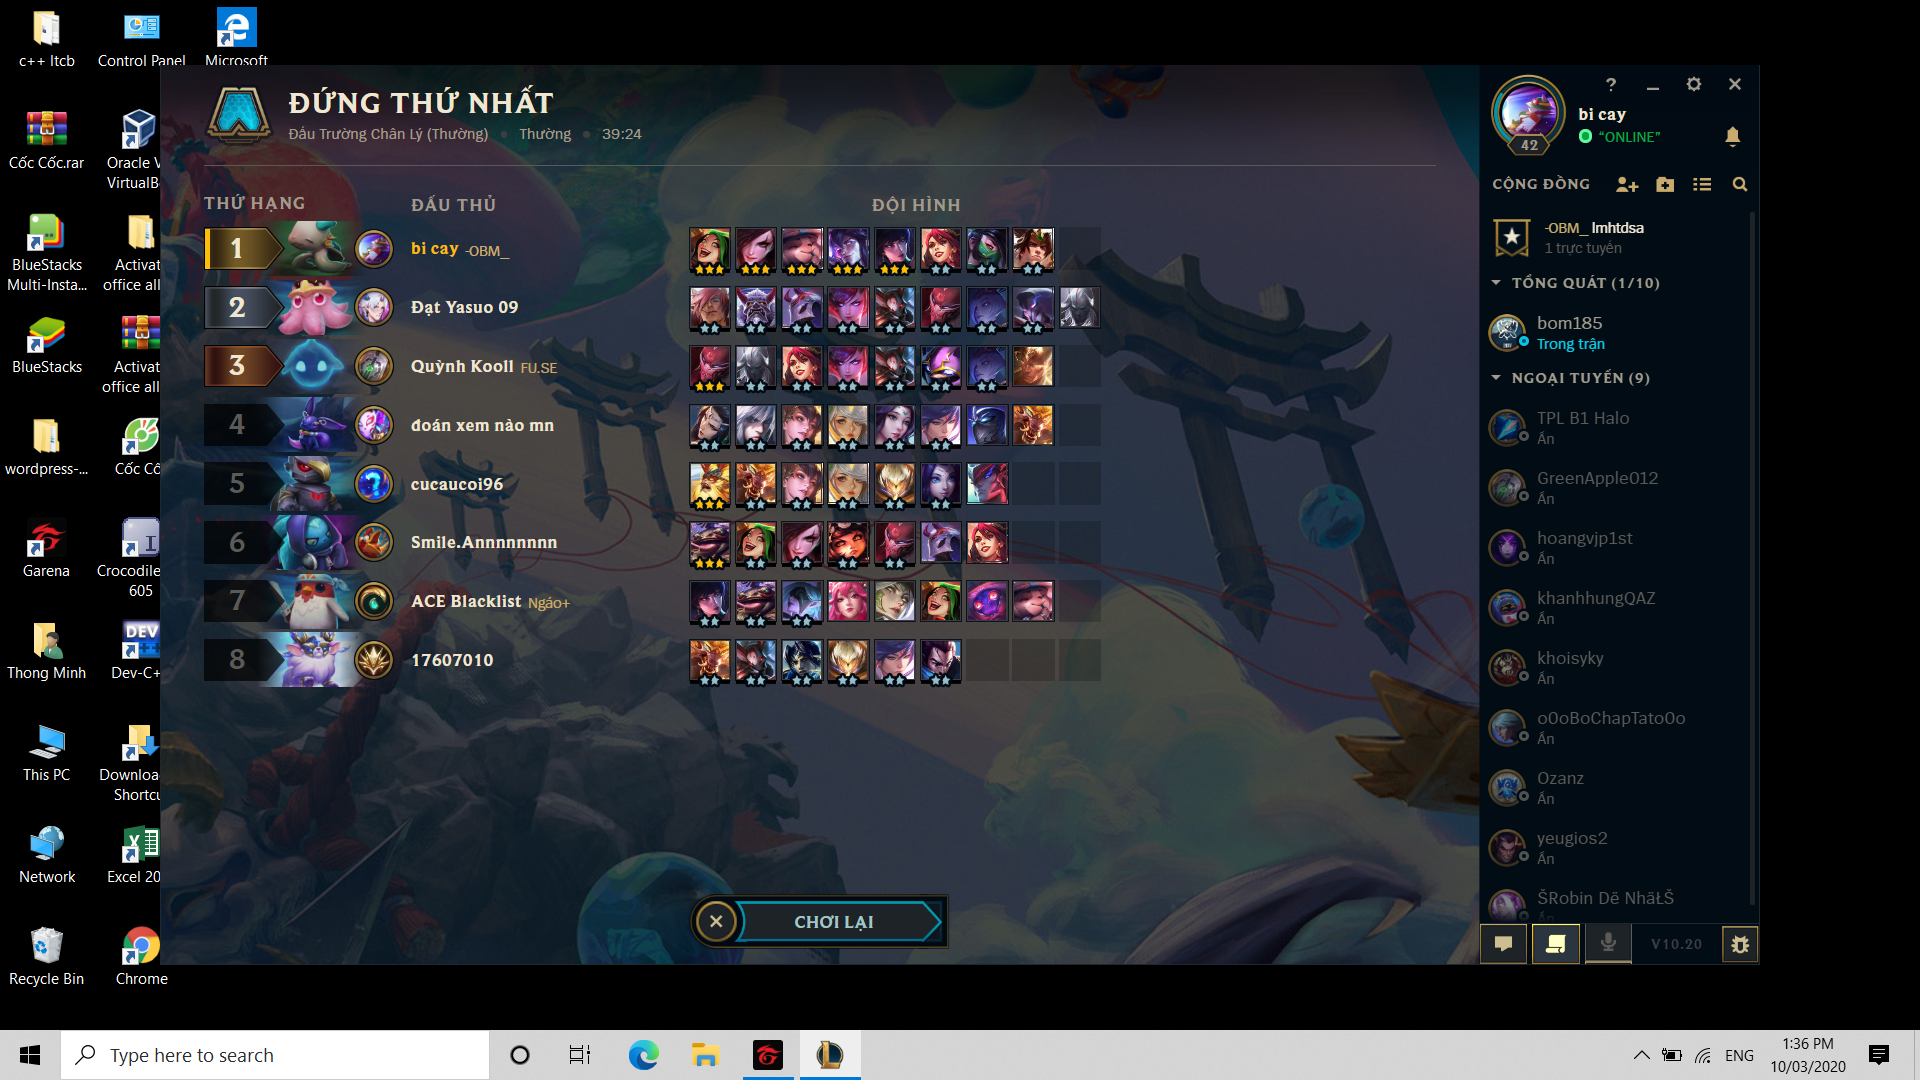 c++ ltcb
Control Panel
Microsoft
Cốc Cốc.rar
Oracle V
VirtualB
BlueStacks
Multi-Insta...
Activat
office all
BlueStacks
Activat
office all
wordpress-...
Cốc Cố
Garena
Crocodile
605
Thong Minh
Dev-C+
This PC
Downloa
Shortcu
Network
Excel 20
Recycle Bin
Chrome
ĐỨNG THỨ NHẤT
Đấu Trường Chân Lý (Thường) • Thường • 39:24
THỨ HẠNG ĐẤU THỦ ĐỘI HÌNH
1 bi cay -OBM_
2 Đạt Yasuo 09
3 Quỳnh Kooll FU.SE
4 đoán xem nào mn
5 cucaucoi96
6 Smile.Annnnnnnn
7 ACE Blacklist Ngáo+
8 17607010
CHƠI LẠI
bi cay
42
“ONLINE”
CỘNG ĐỒNG
-OBM_ lmhtdsa
1 trực tuyến
TỔNG QUÁT (1/10)
bom185
Trong trận
NGOẠI TUYẾN (9)
TPL B1 Halo
Ẩn
GreenApple012
Ẩn
hoangvjp1st
Ẩn
khanhhungQAZ
Ẩn
khoisyky
Ẩn
oOoBoChapTatoOo
Ẩn
Ozanz
Ẩn
yeugios2
Ẩn
ŠRobin Dë NhãŁŠ
Ẩn
V10.20
Type here to search
DEV
ENG
1:36 PM
10/03/2020